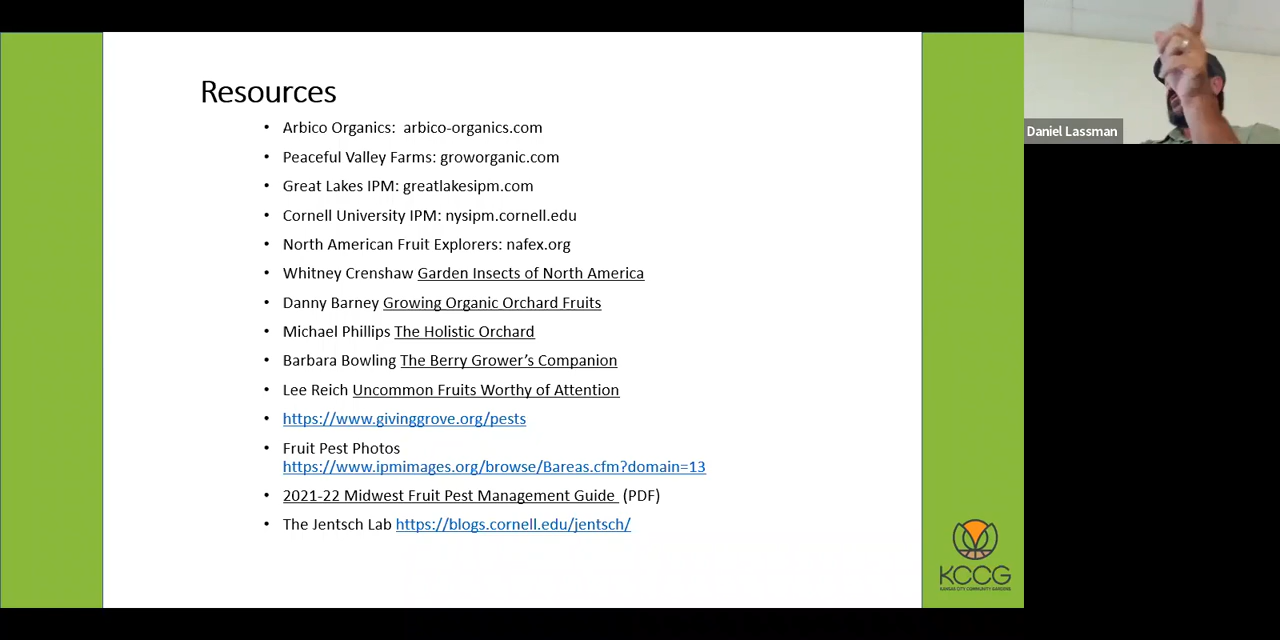 Resources
• Arbico Organics:  arbico-organics.com
• Peaceful Valley Farms: groworganic.com
• Great Lakes IPM: greatlakesipm.com
• Cornell University IPM: nysipm.cornell.edu
• North American Fruit Explorers: nafex.org
• Whitney Crenshaw Garden Insects of North America
• Danny Barney Growing Organic Orchard Fruits
• Michael Phillips The Holistic Orchard
• Barbara Bowling The Berry Grower’s Companion
• Lee Reich Uncommon Fruits Worthy of Attention
• https://www.givinggrove.org/pests
• Fruit Pest Photos
https://www.ipmimages.org/browse/Bareas.cfm?domain=13
• 2021-22 Midwest Fruit Pest Management Guide  (PDF)
• The Jentsch Lab https://blogs.cornell.edu/jentsch/
Daniel Lassman
KCCG
KANSAS CITY COMMUNITY GARDENS